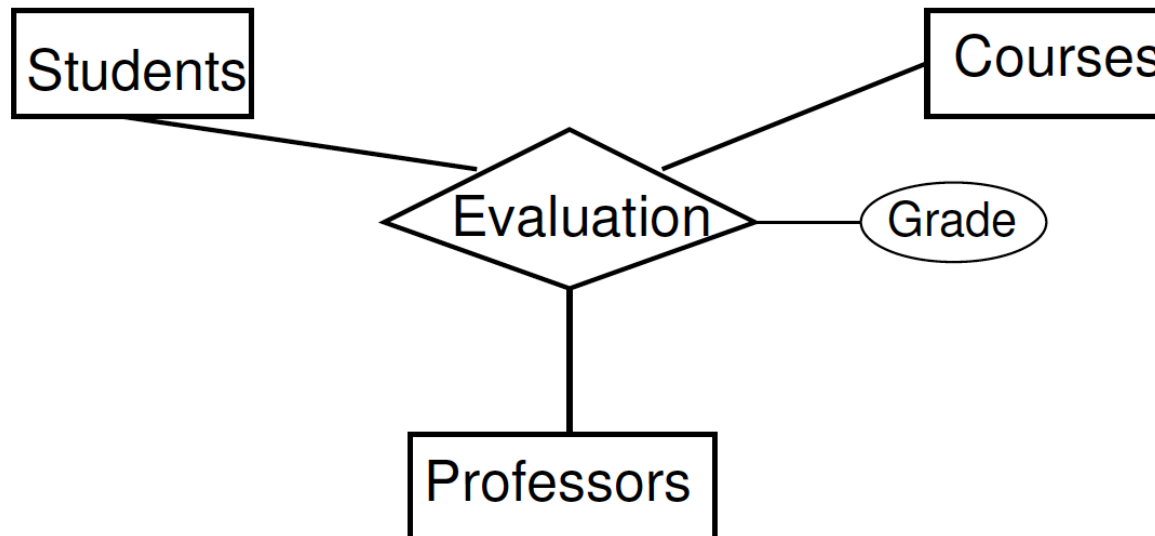 Students
Courses
Evaluation
Grade
Professors